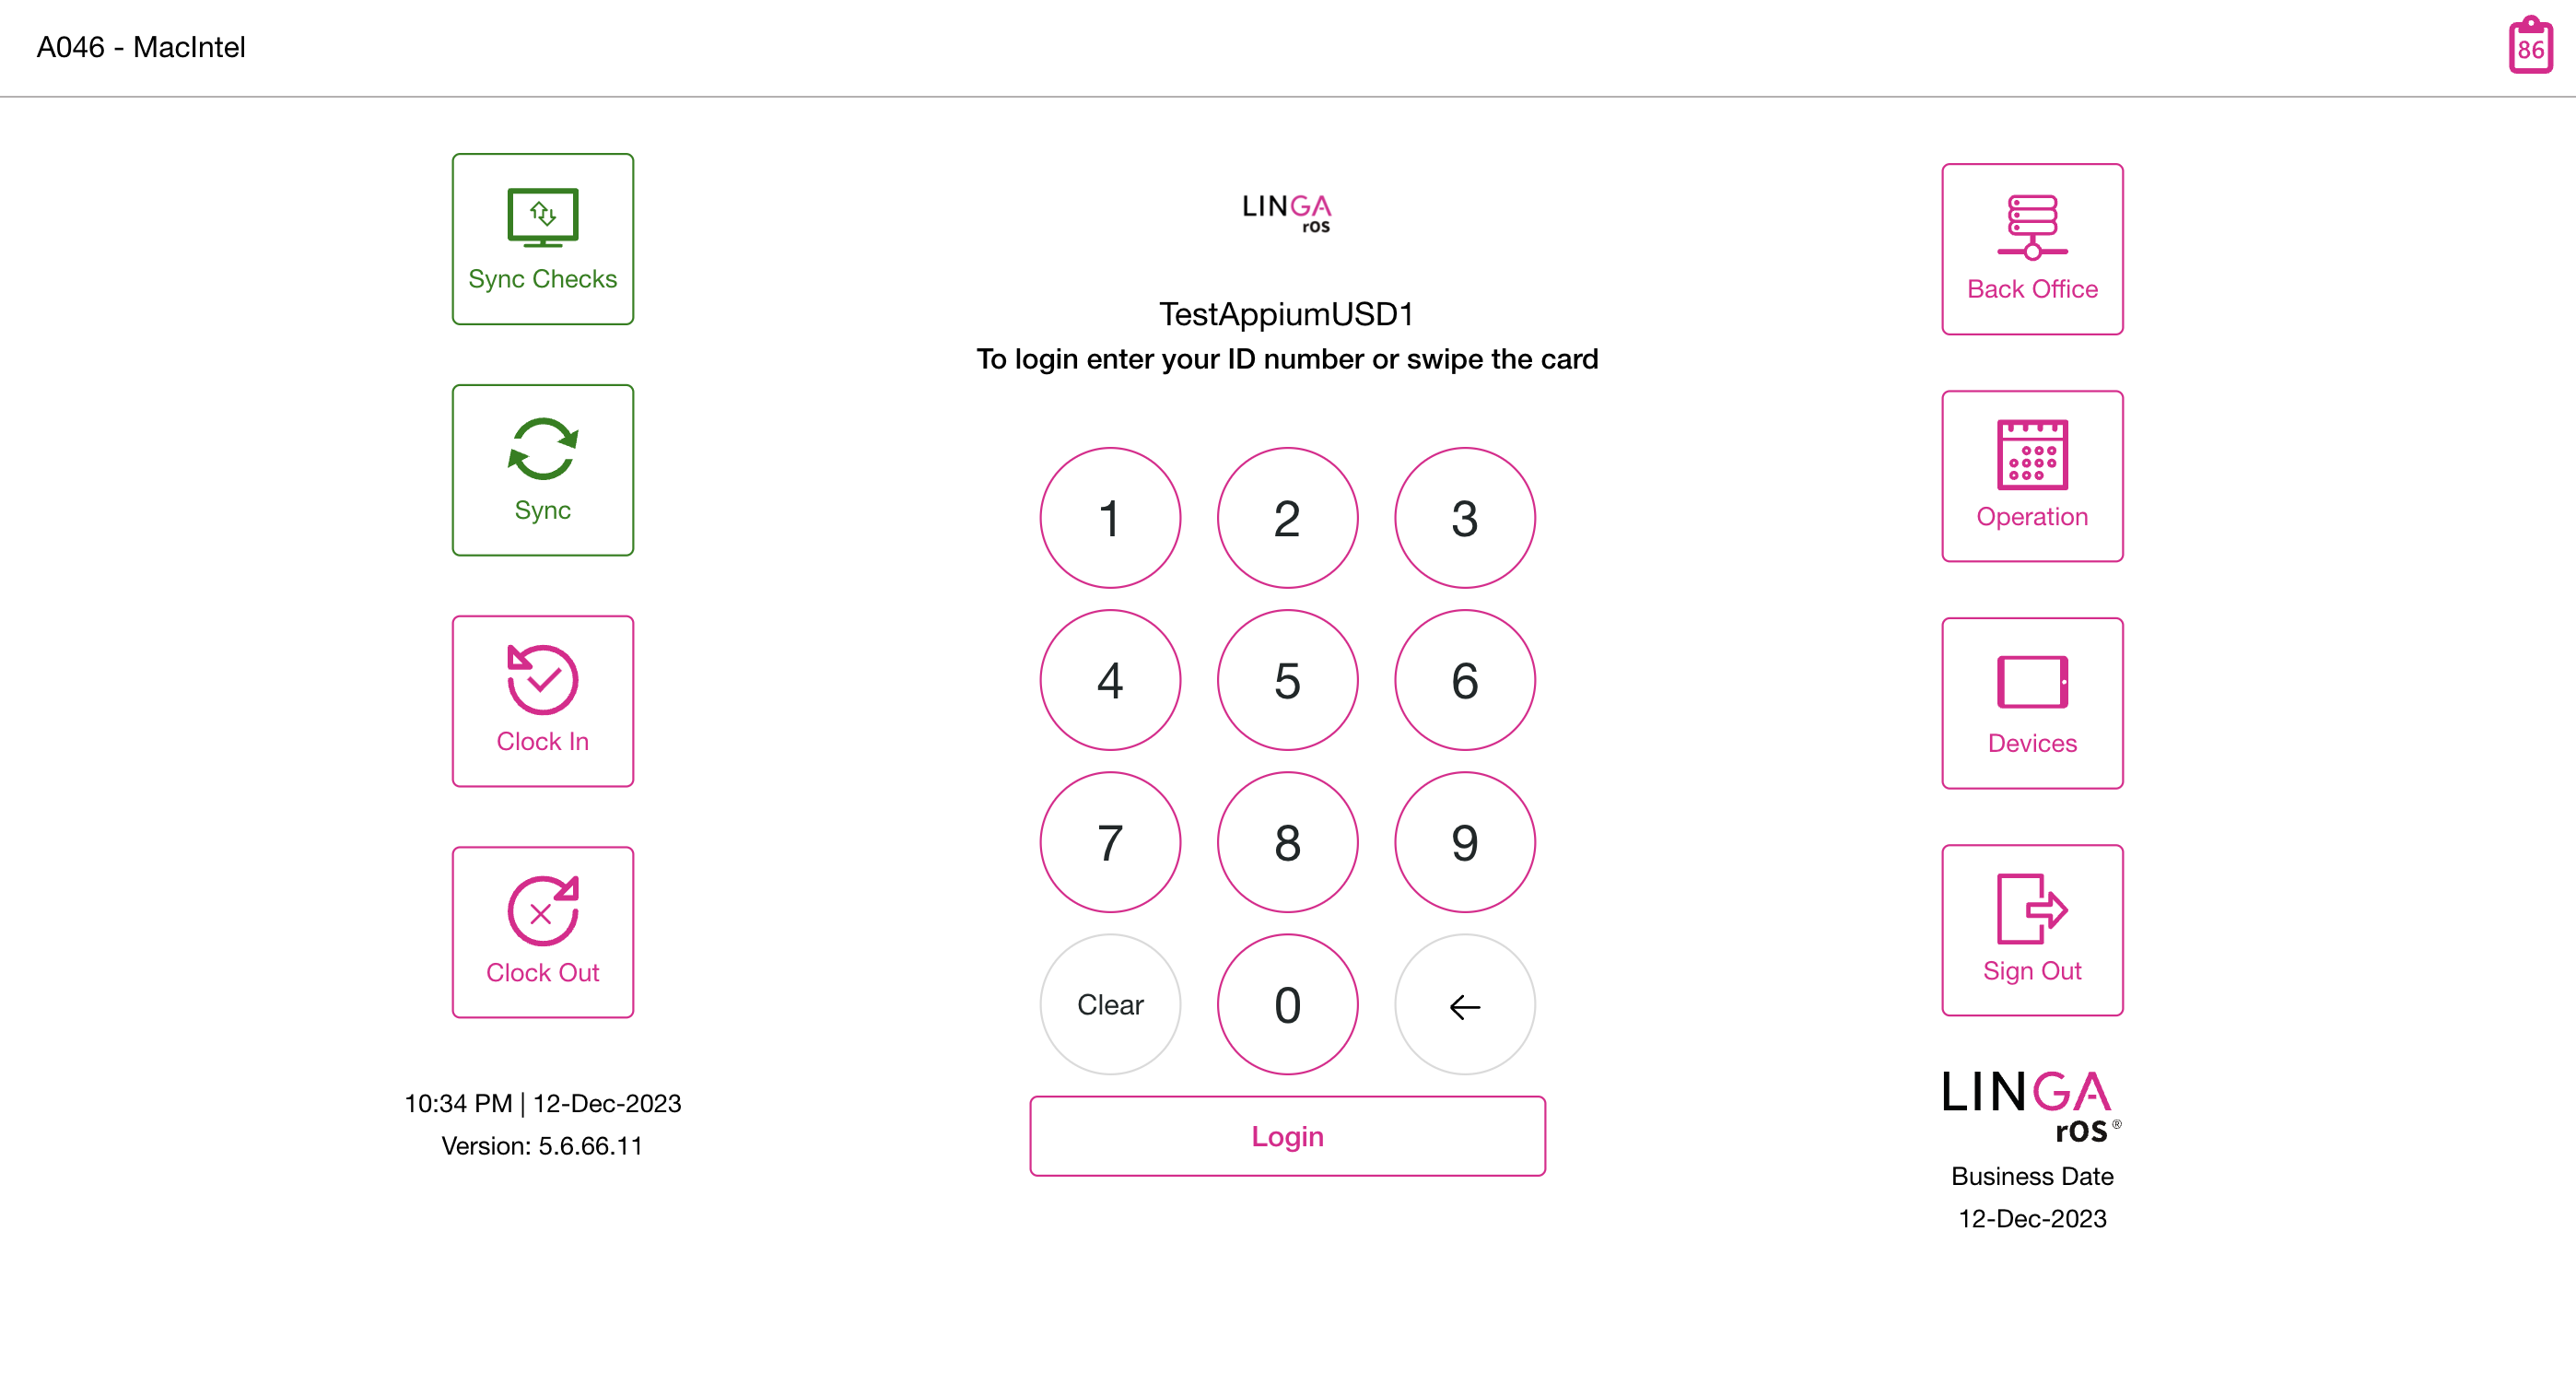 A046 - MacIntel
86
Sync Checks
Sync
Clock In
Clock Out
10:34 PM | 12-Dec-2023
Version: 5.6.66.11
LINGA
rOS
TestAppiumUSD1
To login enter your ID number or swipe the card
1 2 3
4 5 6
7 8 9
Clear 0 ←
Login
Back Office
Operation
Devices
Sign Out
LINGA
rOS®
Business Date
12-Dec-2023